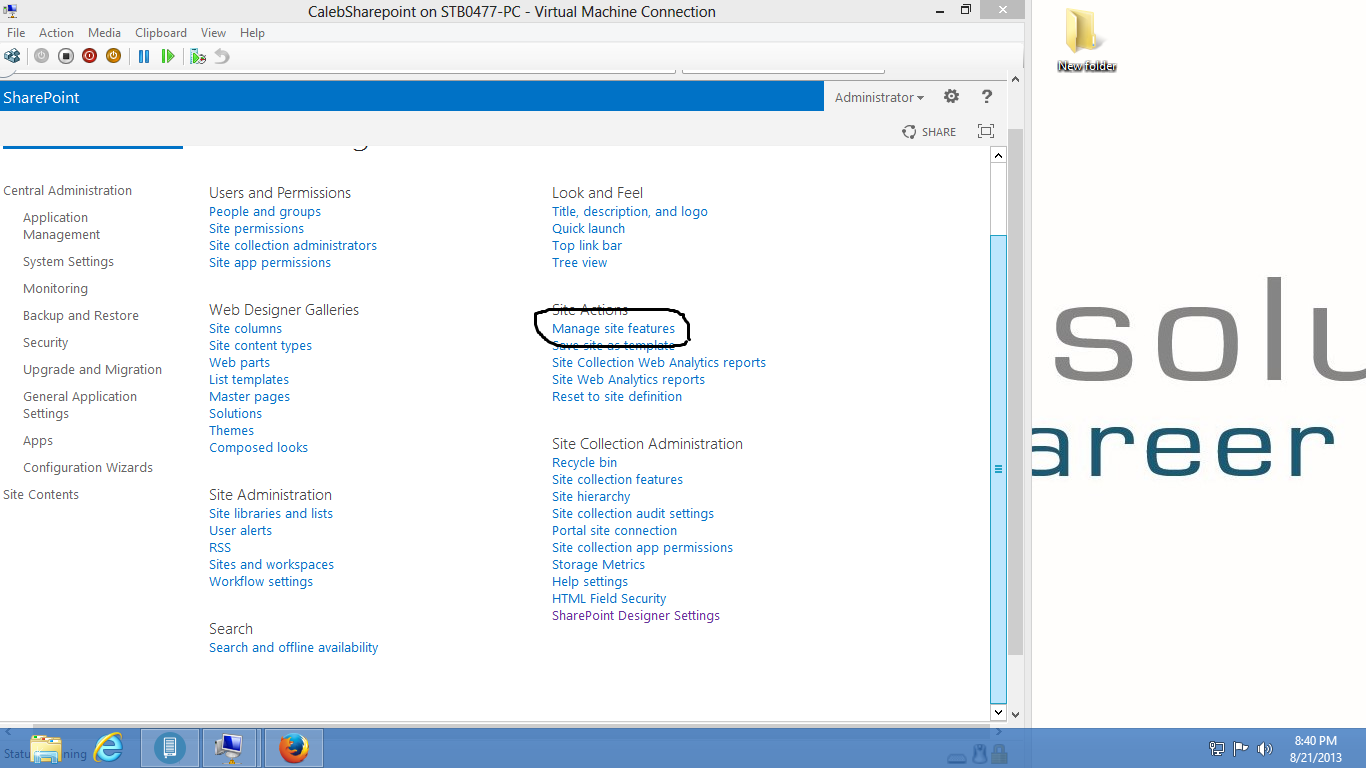 CalebSharepoint on STB0477-PC - Virtual Machine Connection
File Action Media Clipboard View Help
New folder
SharePoint
Administrator
?
SHARE
Central Administration
Application
Management
System Settings
Monitoring
Backup and Restore
Security
Upgrade and Migration
General Application
Settings
Apps
Configuration Wizards
Site Contents
Users and Permissions
People and groups
Site permissions
Site collection administrators
Site app permissions
Web Designer Galleries
Site columns
Site content types
Web parts
List templates
Master pages
Solutions
Themes
Composed looks
Site Administration
Site libraries and lists
User alerts
RSS
Sites and workspaces
Workflow settings
Search
Search and offline availability
Look and Feel
Title, description, and logo
Quick launch
Top link bar
Tree view
Site Actions
Manage site features
Save site as template
Site Collection Web Analytics reports
Site Web Analytics reports
Reset to site definition
Site Collection Administration
Recycle bin
Site collection features
Site hierarchy
Site collection audit settings
Portal site connection
Site collection app permissions
Storage Metrics
Help settings
HTML Field Security
SharePoint Designer Settings
solu
areer
8:40 PM
8/21/2013